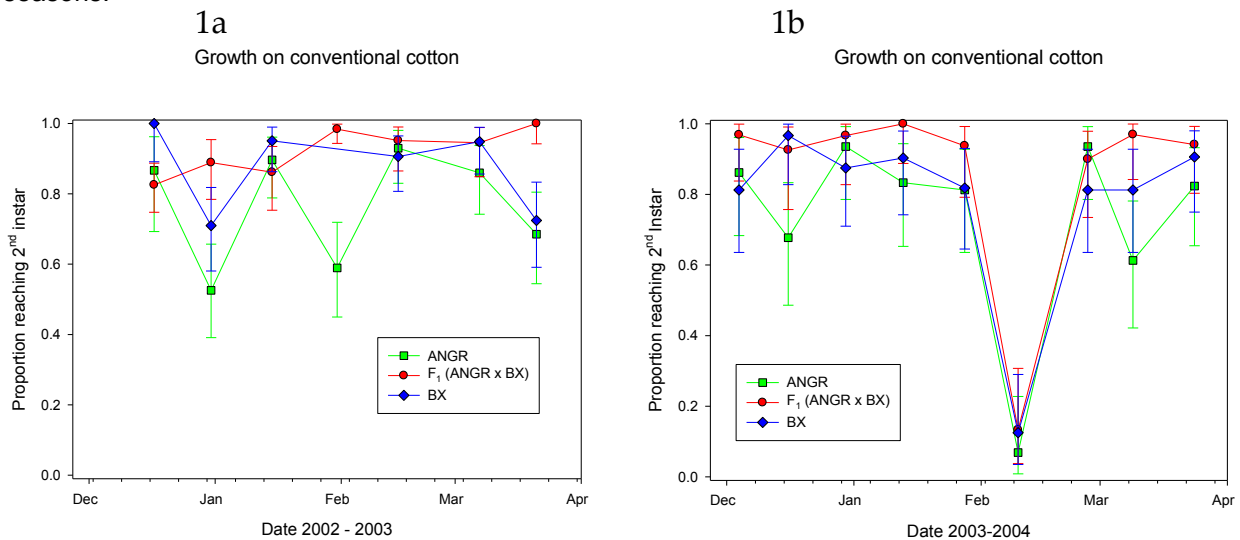 seasons.
1a
Growth on conventional cotton
Proportion reaching 2nd instar
1.0
0.8
0.6
0.4
0.2
0.0
ANGR
F1 (ANGR x BX)
BX
Dec Jan Feb Mar Apr
Date 2002 - 2003
1b
Growth on conventional cotton
Proportion reaching 2nd Instar
1.0
0.8
0.6
0.4
0.2
0.0
ANGR
F1 (ANGR x BX)
BX
Dec Jan Feb Mar Apr
Date 2003-2004